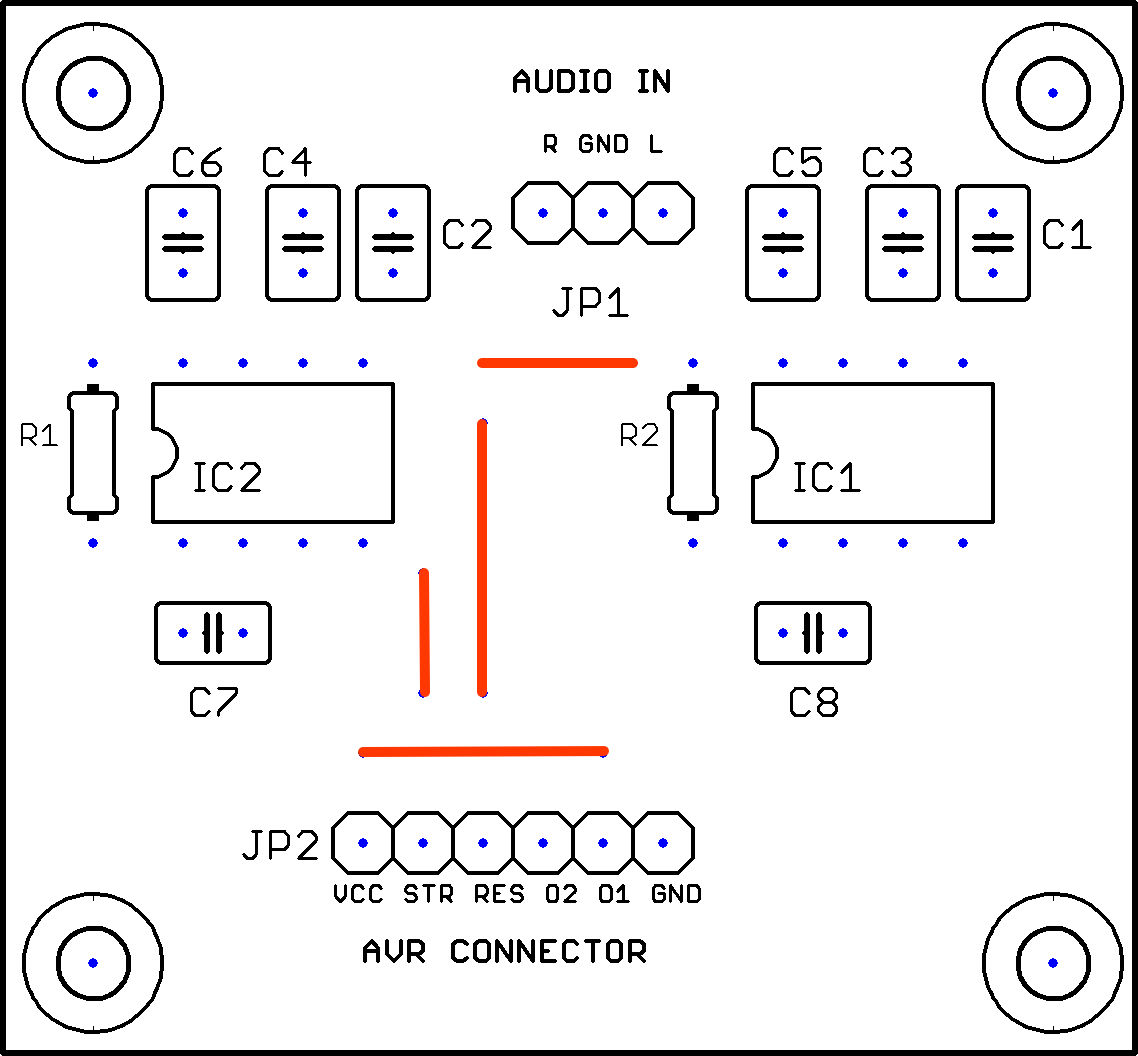 AUDIO IN
R GND L
C6 C4 C5 C3
C2 C1
JP1
R1 R2
IC2 IC1
C7 C8
JP2
VCC STR RES O2 O1 GND
AVR CONNECTOR